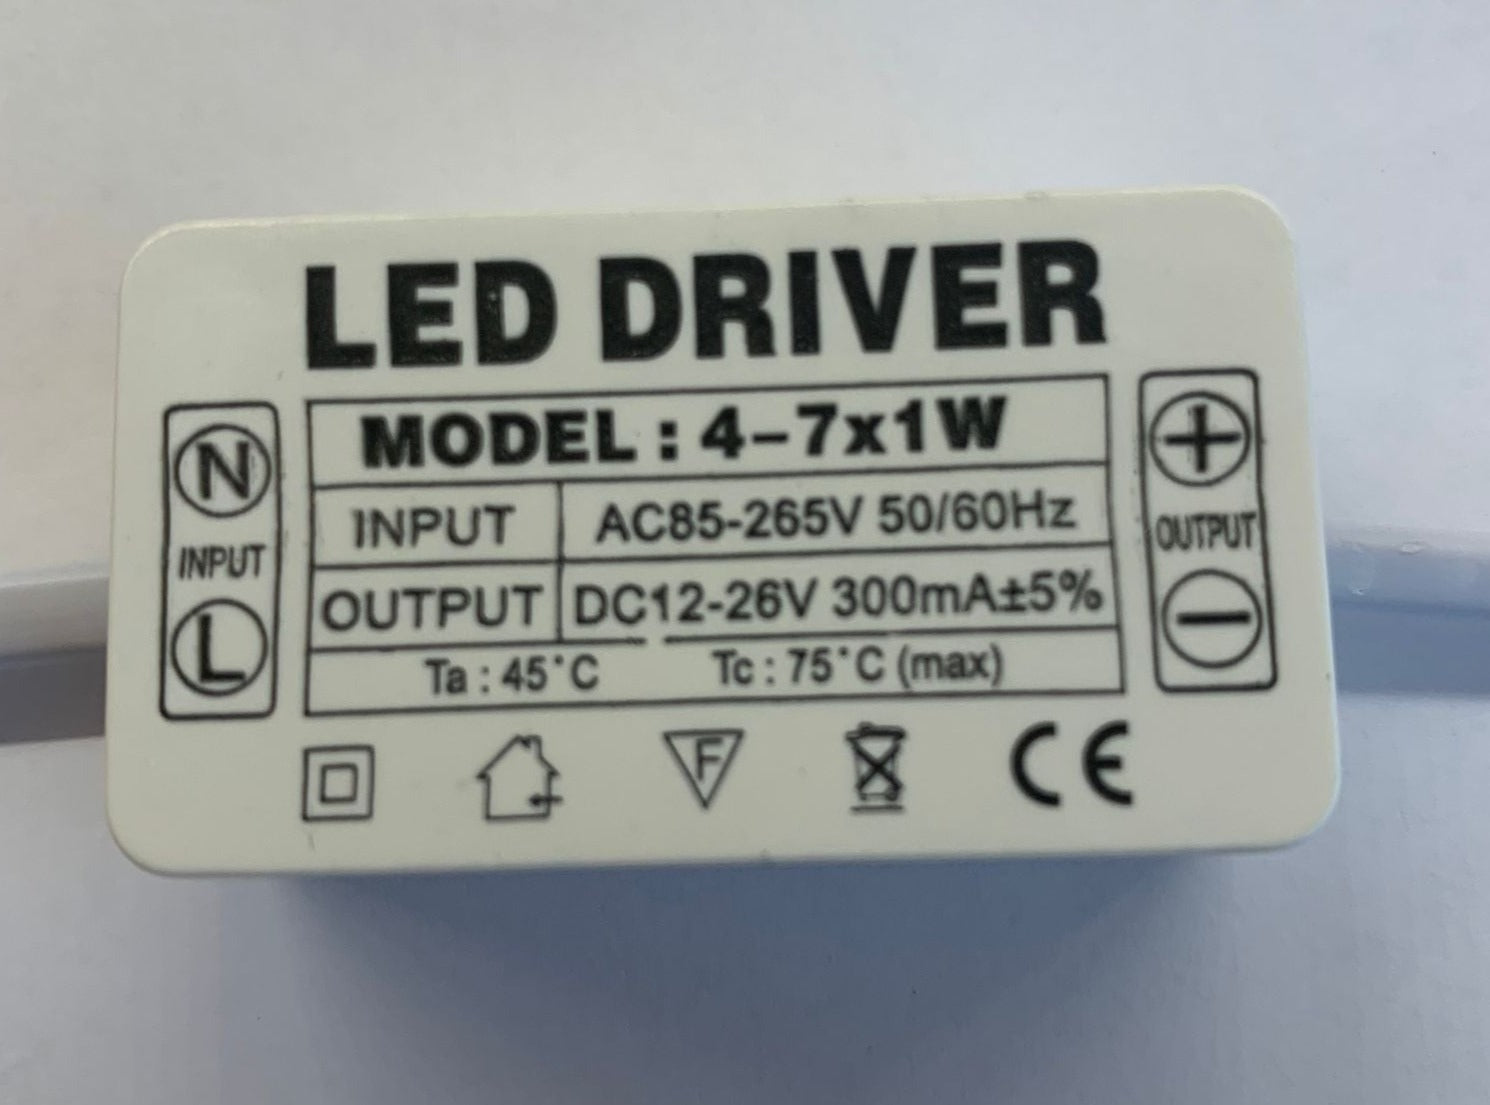 LED DRIVER
MODEL : 4-7x1W
N
INPUT
L
INPUT AC85-265V 50/60Hz
OUTPUT DC12-26V 300mA±5%
Ta : 45°C Tc : 75°C (max)
+
OUTPUT
−
F
CE